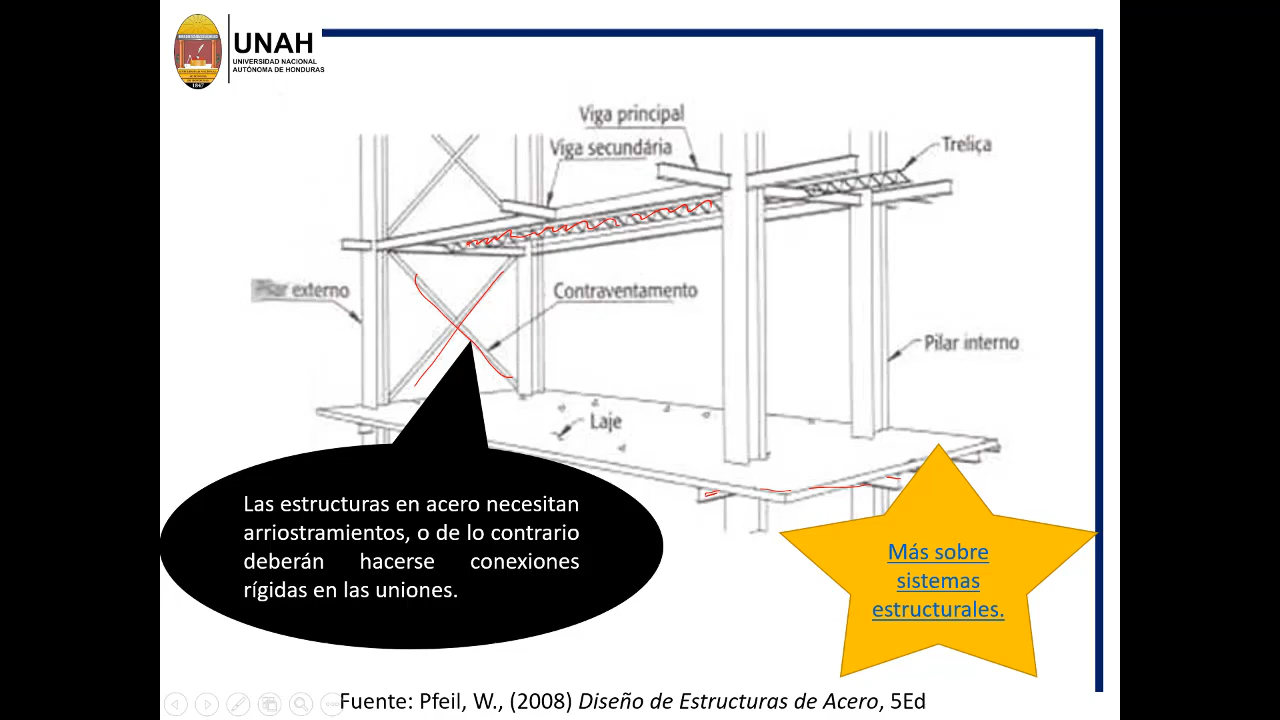 UNAH
UNIVERSIDAD NACIONAL
AUTÓNOMA DE HONDURAS
1847
Viga principal
Viga secundária
Treliça
Pilar externo
Contraventamento
Pilar interno
Laje
Las estructuras en acero necesitan
arriostramientos, o de lo contrario
deberán hacerse conexiones
rígidas en las uniones.
Más sobre
sistemas
estructurales.
Fuente: Pfeil, W., (2008) Diseño de Estructuras de Acero, 5Ed